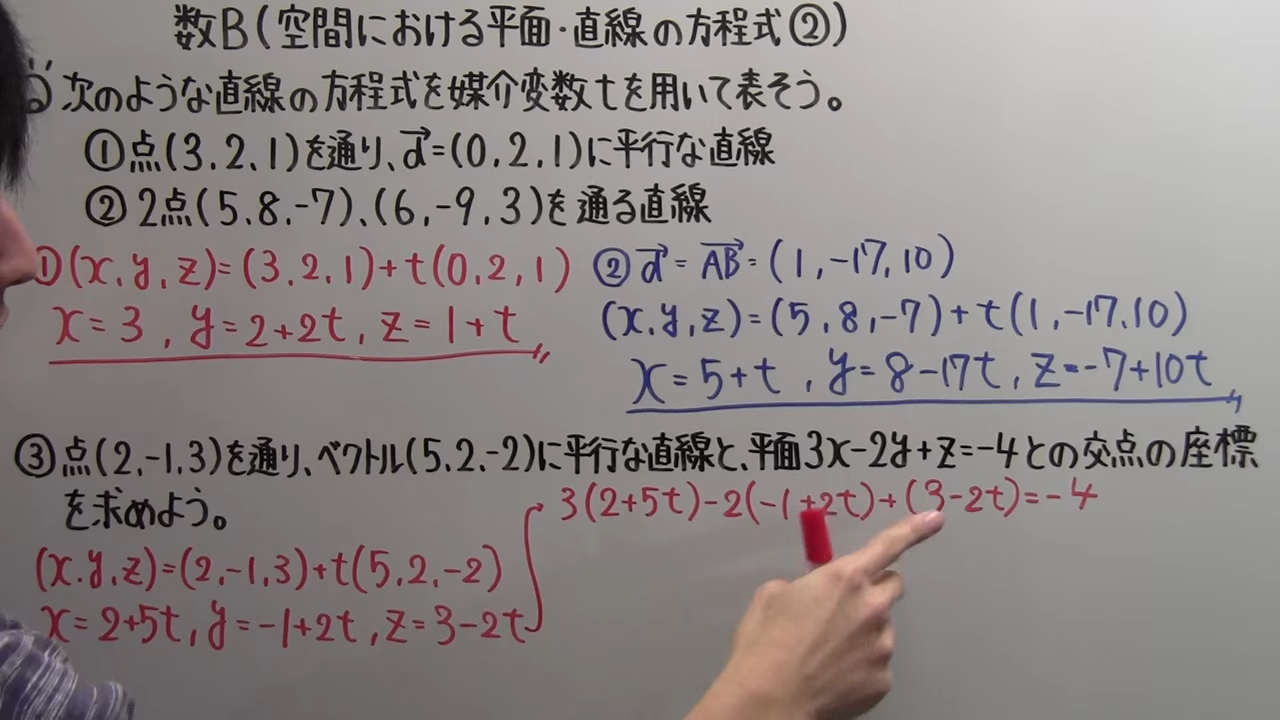 数B(空間における平面・直線の方程式②)
次のような直線の方程式を媒介変数tを用いて表そう。
①点(3,2,1)を通り、d→=(0,2,1)に平行な直線
②2点(5,8,-7)、(6,-9,3)を通る直線
①(x,y,z)=(3,2,1)+t(0,2,1)
x=3,y=2+2t,z=1+t
②d→=AB→=(1,-17,10)
(x,y,z)=(5,8,-7)+t(1,-17,10)
x=5+t,y=8-17t,z=-7+10t
③点(2,-1,3)を通り、ベクトル(5,2,-2)に平行な直線と、平面3x-2y+z=-4との交点の座標
を求めよう。
(x,y,z)=(2,-1,3)+t(5,2,-2)
x=2+5t,y=-1+2t,z=3-2t
3(2+5t)-2(-1+2t)+(3-2t)=-4